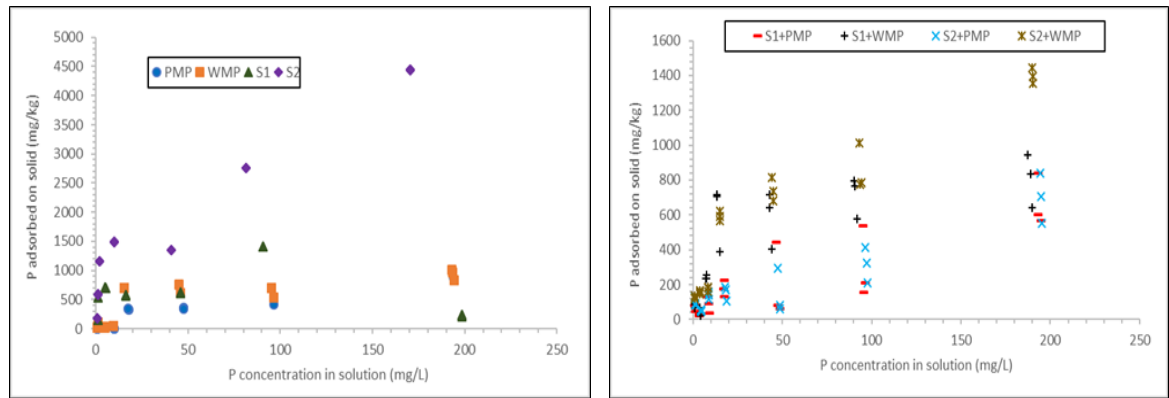 5000
4500
4000
3500
3000
2500
2000
1500
1000
500
0
P adsorbed on solid (mg/kg)
PMP WMP S1 S2
0 50 100 150 200 250
P concentration in solution (mg/L)
1600
1400
1200
1000
800
600
400
200
0
P adsorbed on solid (mg/kg)
S1+PMP S1+WMP S2+PMP S2+WMP
0 50 100 150 200 250
P concentration in solution (mg/L)